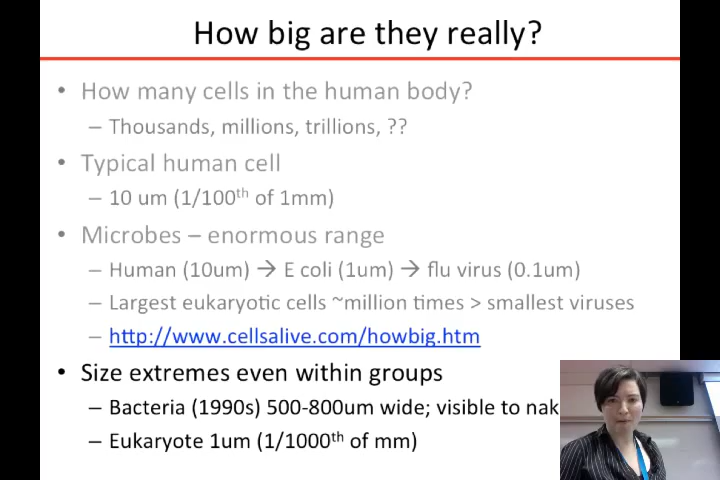 How big are they really?
• How many cells in the human body?
– Thousands, millions, trillions, ??
• Typical human cell
– 10 um (1/100th of 1mm)
• Microbes – enormous range
– Human (10um) → E coli (1um) → flu virus (0.1um)
– Largest eukaryotic cells ~million times > smallest viruses
– http://www.cellsalive.com/howbig.htm
• Size extremes even within groups
– Bacteria (1990s) 500-800um wide; visible to nak
– Eukaryote 1um (1/1000th of mm)